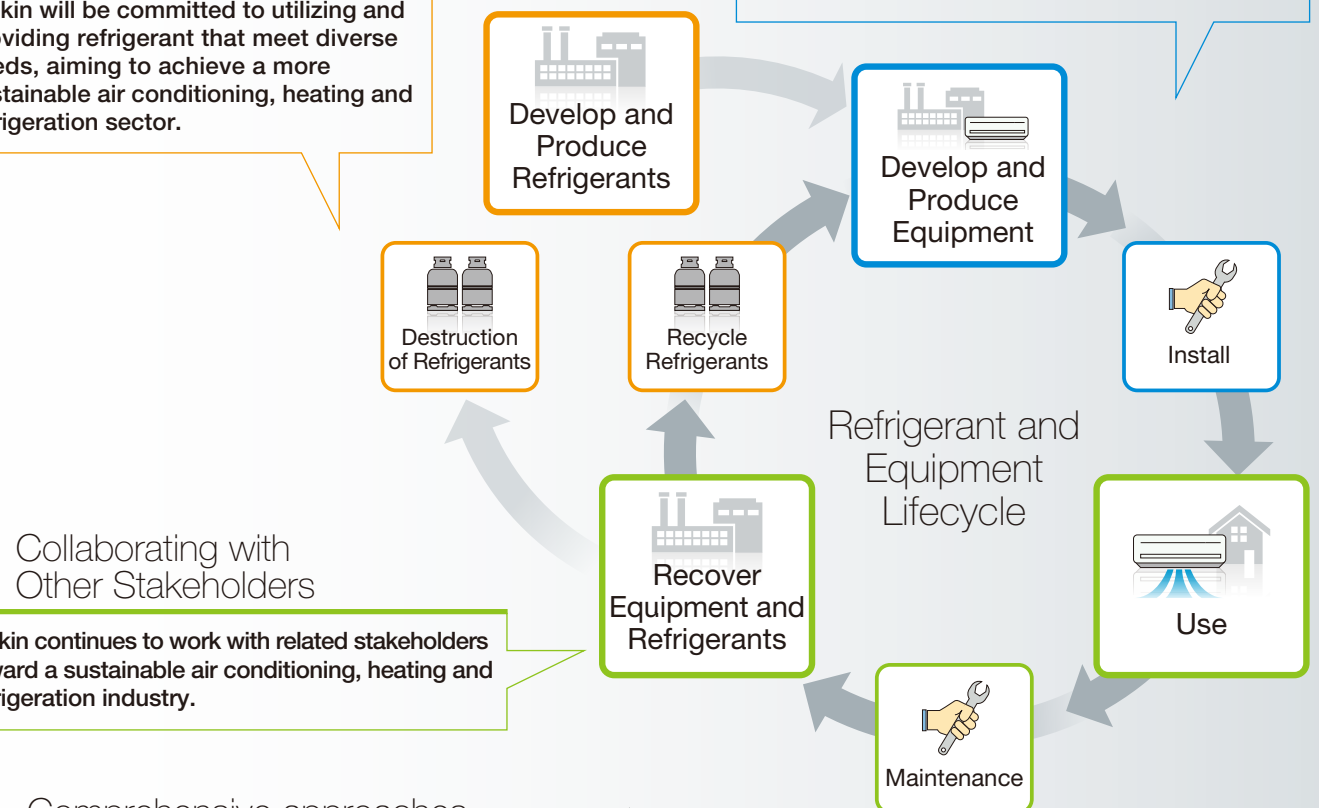 kin will be committed to utilizing and
viding refrigerant that meet diverse
eds, aiming to achieve a more
stainable air conditioning, heating and
rigeration sector.
Develop and
Produce
Refrigerants
Develop and
Produce
Equipment
Destruction
of Refrigerants
Recycle
Refrigerants
Install
Refrigerant and
Equipment
Lifecycle
Collaborating with
Other Stakeholders
kin continues to work with related stakeholders
ward a sustainable air conditioning, heating and
rigeration industry.
Recover
Equipment and
Refrigerants
Use
Maintenance
Comprehensive approaches